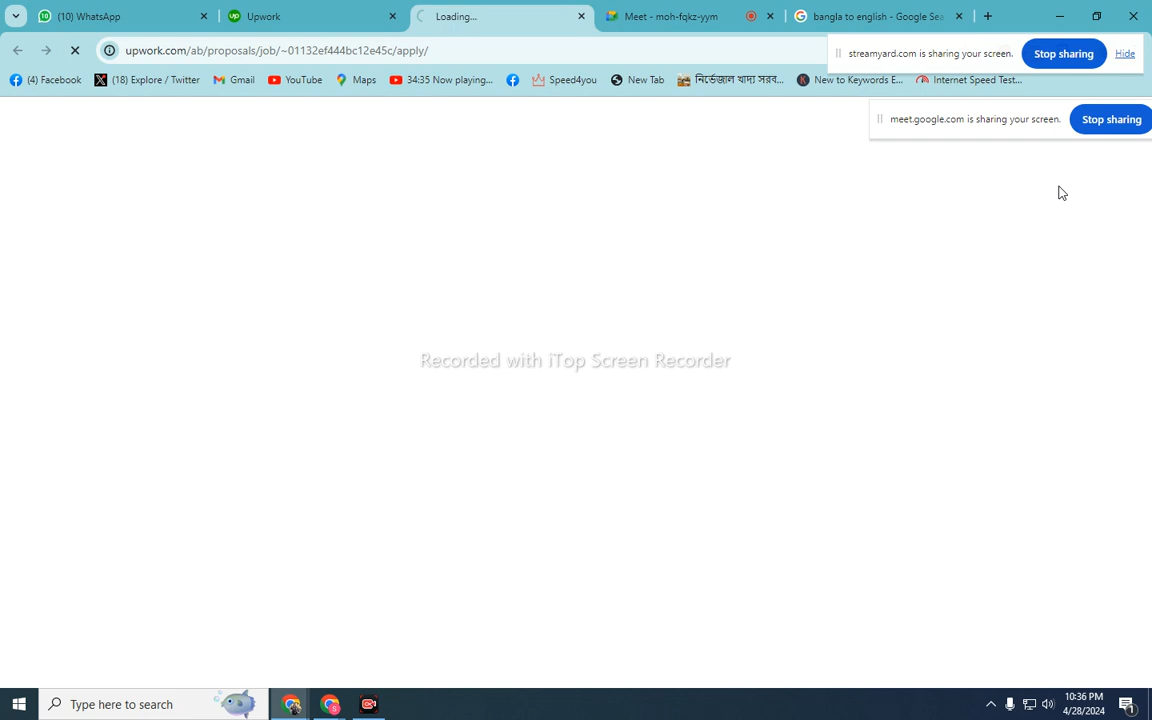 (10) WhatsApp
Upwork
Loading...
Meet - moh-fqkz-yym
bangla to english - Google Sea
upwork.com/ab/proposals/job/~01132ef444bc12e45c/apply/
streamyard.com is sharing your screen.
Stop sharing
Hide
(4) Facebook
(18) Explore / Twitter
Gmail
YouTube
Maps
34:35 Now playing...
Speed4you
New Tab
নির্ভেজাল খাদ্য সরব...
New to Keywords E...
Internet Speed Test...
meet.google.com is sharing your screen.
Stop sharing
Recorded with iTop Screen Recorder
Type here to search
10:36 PM
4/28/2024
1